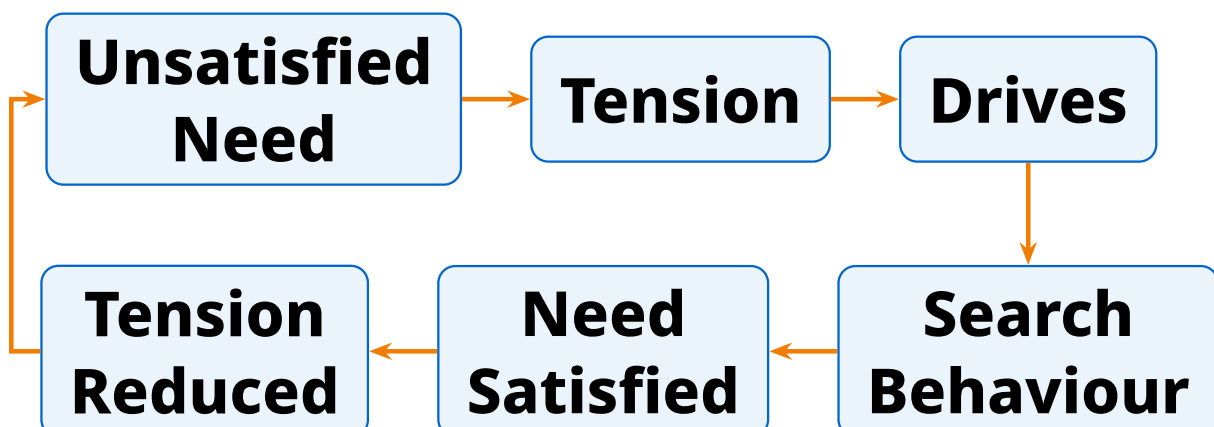 Unsatisfied
Need
Tension
Drives
Tension
Reduced
Need
Satisfied
Search
Behaviour